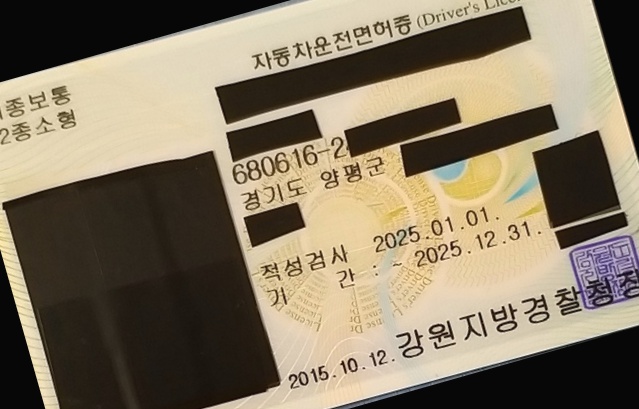 자동차운전면허증 (Driver's
종보통
2종소형
680616-2
경기도 양평군
적성검사 2025.01.01.
기 간 : ~ 2025.12.31.
2015.10.12. 강원지방경찰청장